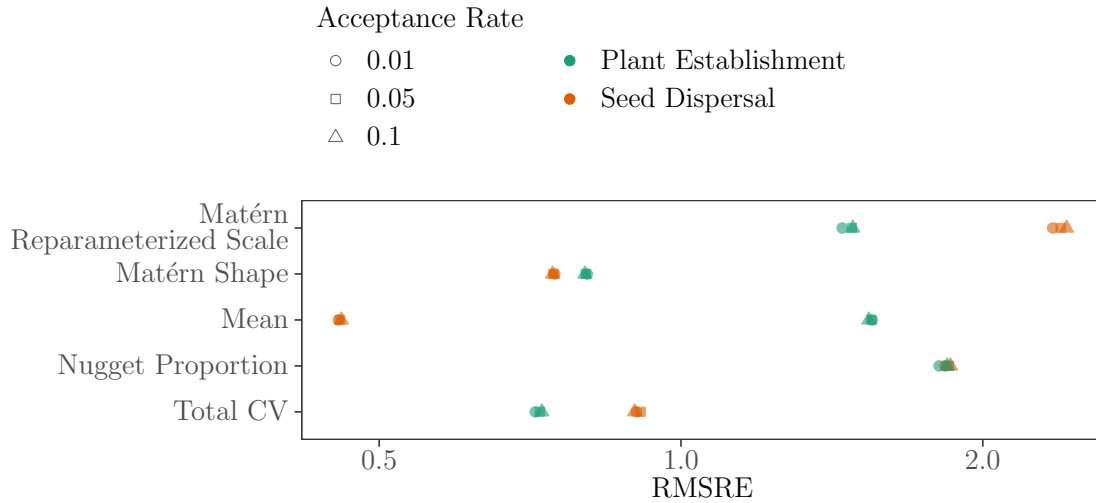 Acceptance Rate
0.01
0.05
0.1
Plant Establishment
Seed Dispersal
Matérn
Reparameterized Scale
Matérn Shape
Mean
Nugget Proportion
Total CV
0.5
1.0
2.0
RMSRE